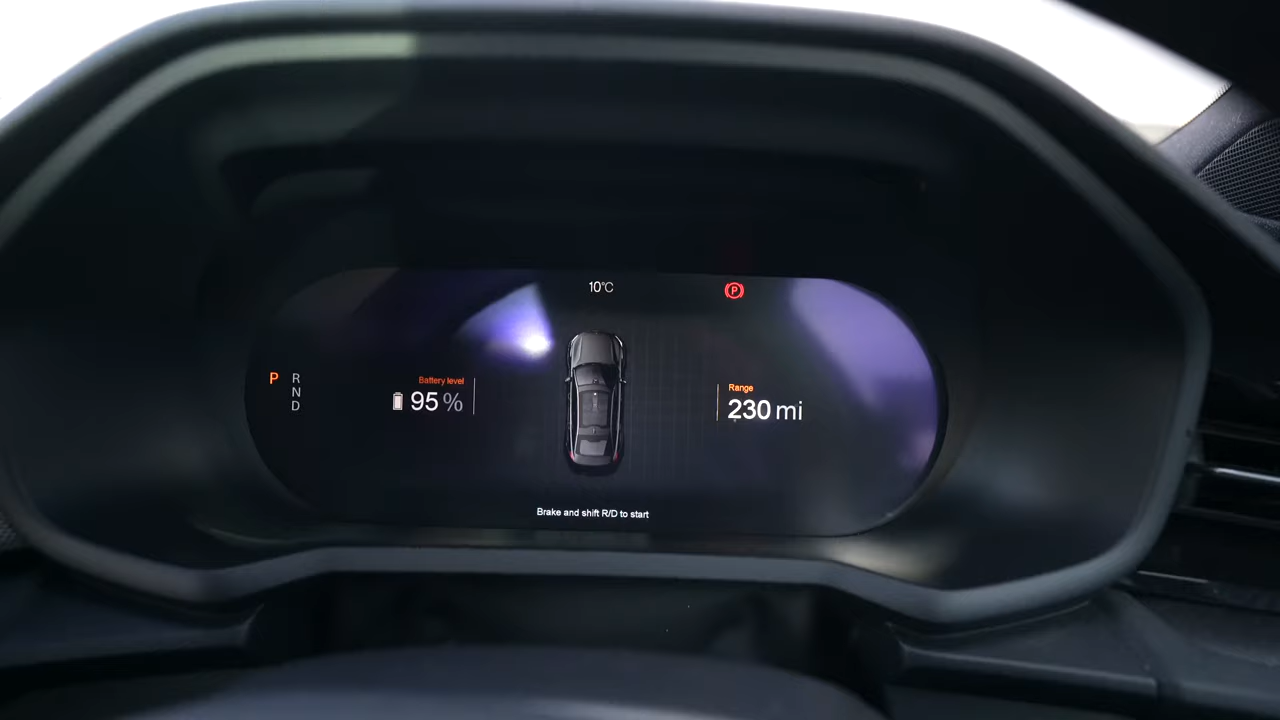 10°C
P
P R
N
D
Battery level
95 %
Range
230 mi
Brake and shift R/D to start